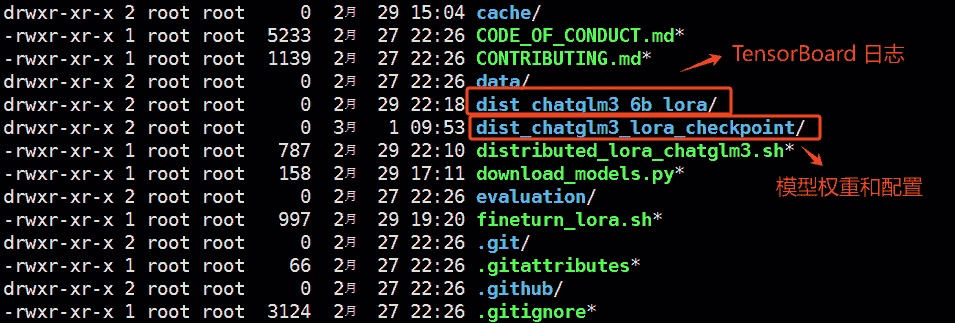 drwxr-xr-x 2 root root 0 2月 29 15:04 cache/
-rwxr-xr-x 1 root root 5233 2月 27 22:26 CODE_OF_CONDUCT.md*
-rwxr-xr-x 1 root root 1139 2月 27 22:26 CONTRIBUTING.md*
TensorBoard 日志
drwxr-xr-x 2 root root 0 2月 27 22:26 data/
drwxr-xr-x 2 root root 0 2月 29 22:18 dist_chatglm3_6b_lora/
drwxr-xr-x 2 root root 0 3月 1 09:53 dist_chatglm3_lora_checkpoint/
-rwxr-xr-x 1 root root 787 2月 29 22:10 distributed_lora_chatglm3.sh*
-rwxr-xr-x 1 root root 158 2月 29 17:11 download_models.py*
模型权重和配置
drwxr-xr-x 2 root root 0 2月 27 22:26 evaluation/
-rwxr-xr-x 1 root root 997 2月 29 19:20 fineturn_lora.sh*
drwxr-xr-x 2 root root 0 2月 27 22:26 .git/
-rwxr-xr-x 1 root root 66 2月 27 22:26 .gitattributes*
drwxr-xr-x 2 root root 0 2月 27 22:26 .github/
-rwxr-xr-x 1 root root 3124 2月 27 22:26 .gitignore*